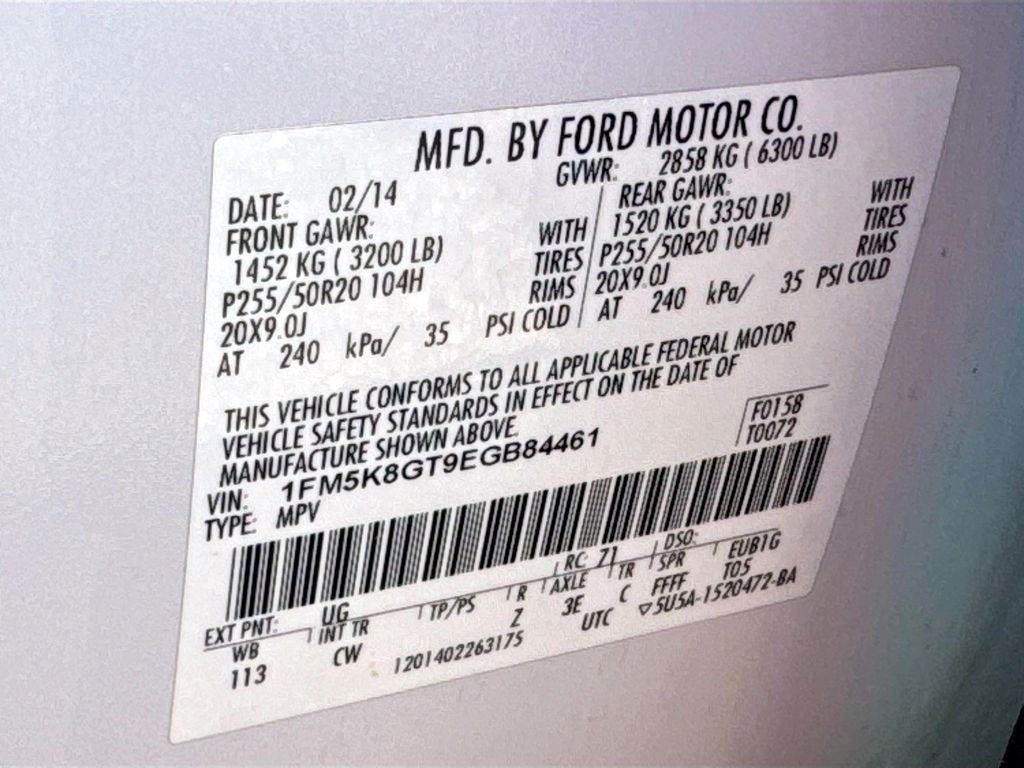 MFD. BY FORD MOTOR CO.
DATE: 02/14
GVWR: 2858 KG ( 6300 LB)
FRONT GAWR:
1452 KG ( 3200 LB) WITH
P255/50R20 104H TIRES
20X9.0J RIMS
AT 240 kPa/ 35 PSI COLD
REAR GAWR:
1520 KG ( 3350 LB) WITH
P255/50R20 104H TIRES
20X9.0J RIMS
AT 240 kPa/ 35 PSI COLD
THIS VEHICLE CONFORMS TO ALL APPLICABLE FEDERAL MOTOR
VEHICLE SAFETY STANDARDS IN EFFECT ON THE DATE OF
MANUFACTURE SHOWN ABOVE.
F0158
T0072
VIN: 1FM5K8GT9EGB84461
TYPE: MPV
EXT PNT: UG RC: 71 DSO:
WB INT TR TP/PS R AXLE TR SPR EUB1G
113 CW Z 3E C FFFF T05
1201402263175 UTC ▽5U5A-1520472-BA